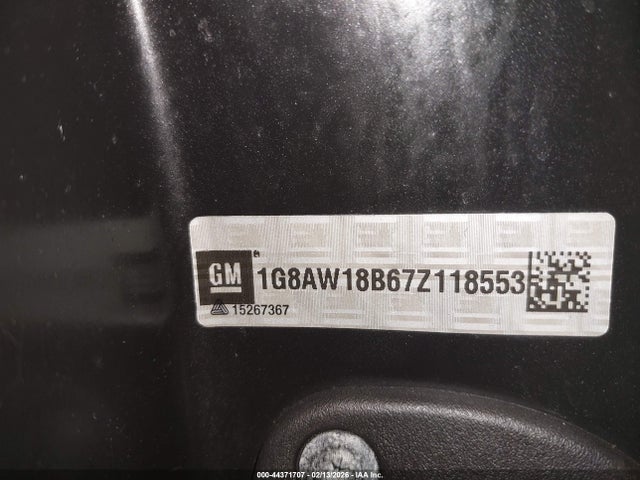 GM
1G8AW18B67Z118553
15267367
000-44371707 - 02/13/2026 - IAA Inc.